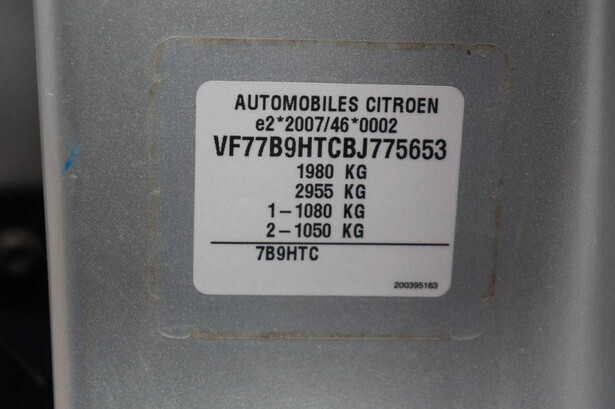 AUTOMOBILES CITROEN
e2*2007/46*0002
VF77B9HTCBJ775653
1980 KG
2955 KG
1-1080 KG
2-1050 KG
7B9HTC
200395163